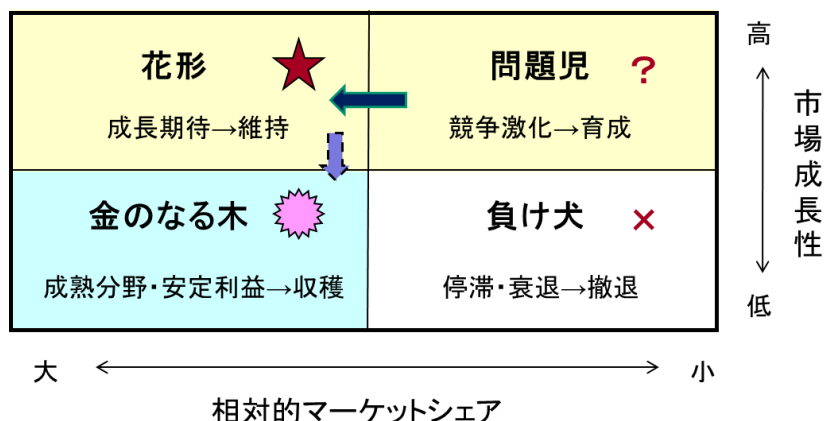 花形
問題児 ?
高
成長期待→維持
競争激化→育成
市場成長性
金のなる木
負け犬 ×
成熟分野・安定利益→収穫
停滞・衰退→撤退
低
大
小
相対的マーケットシェア